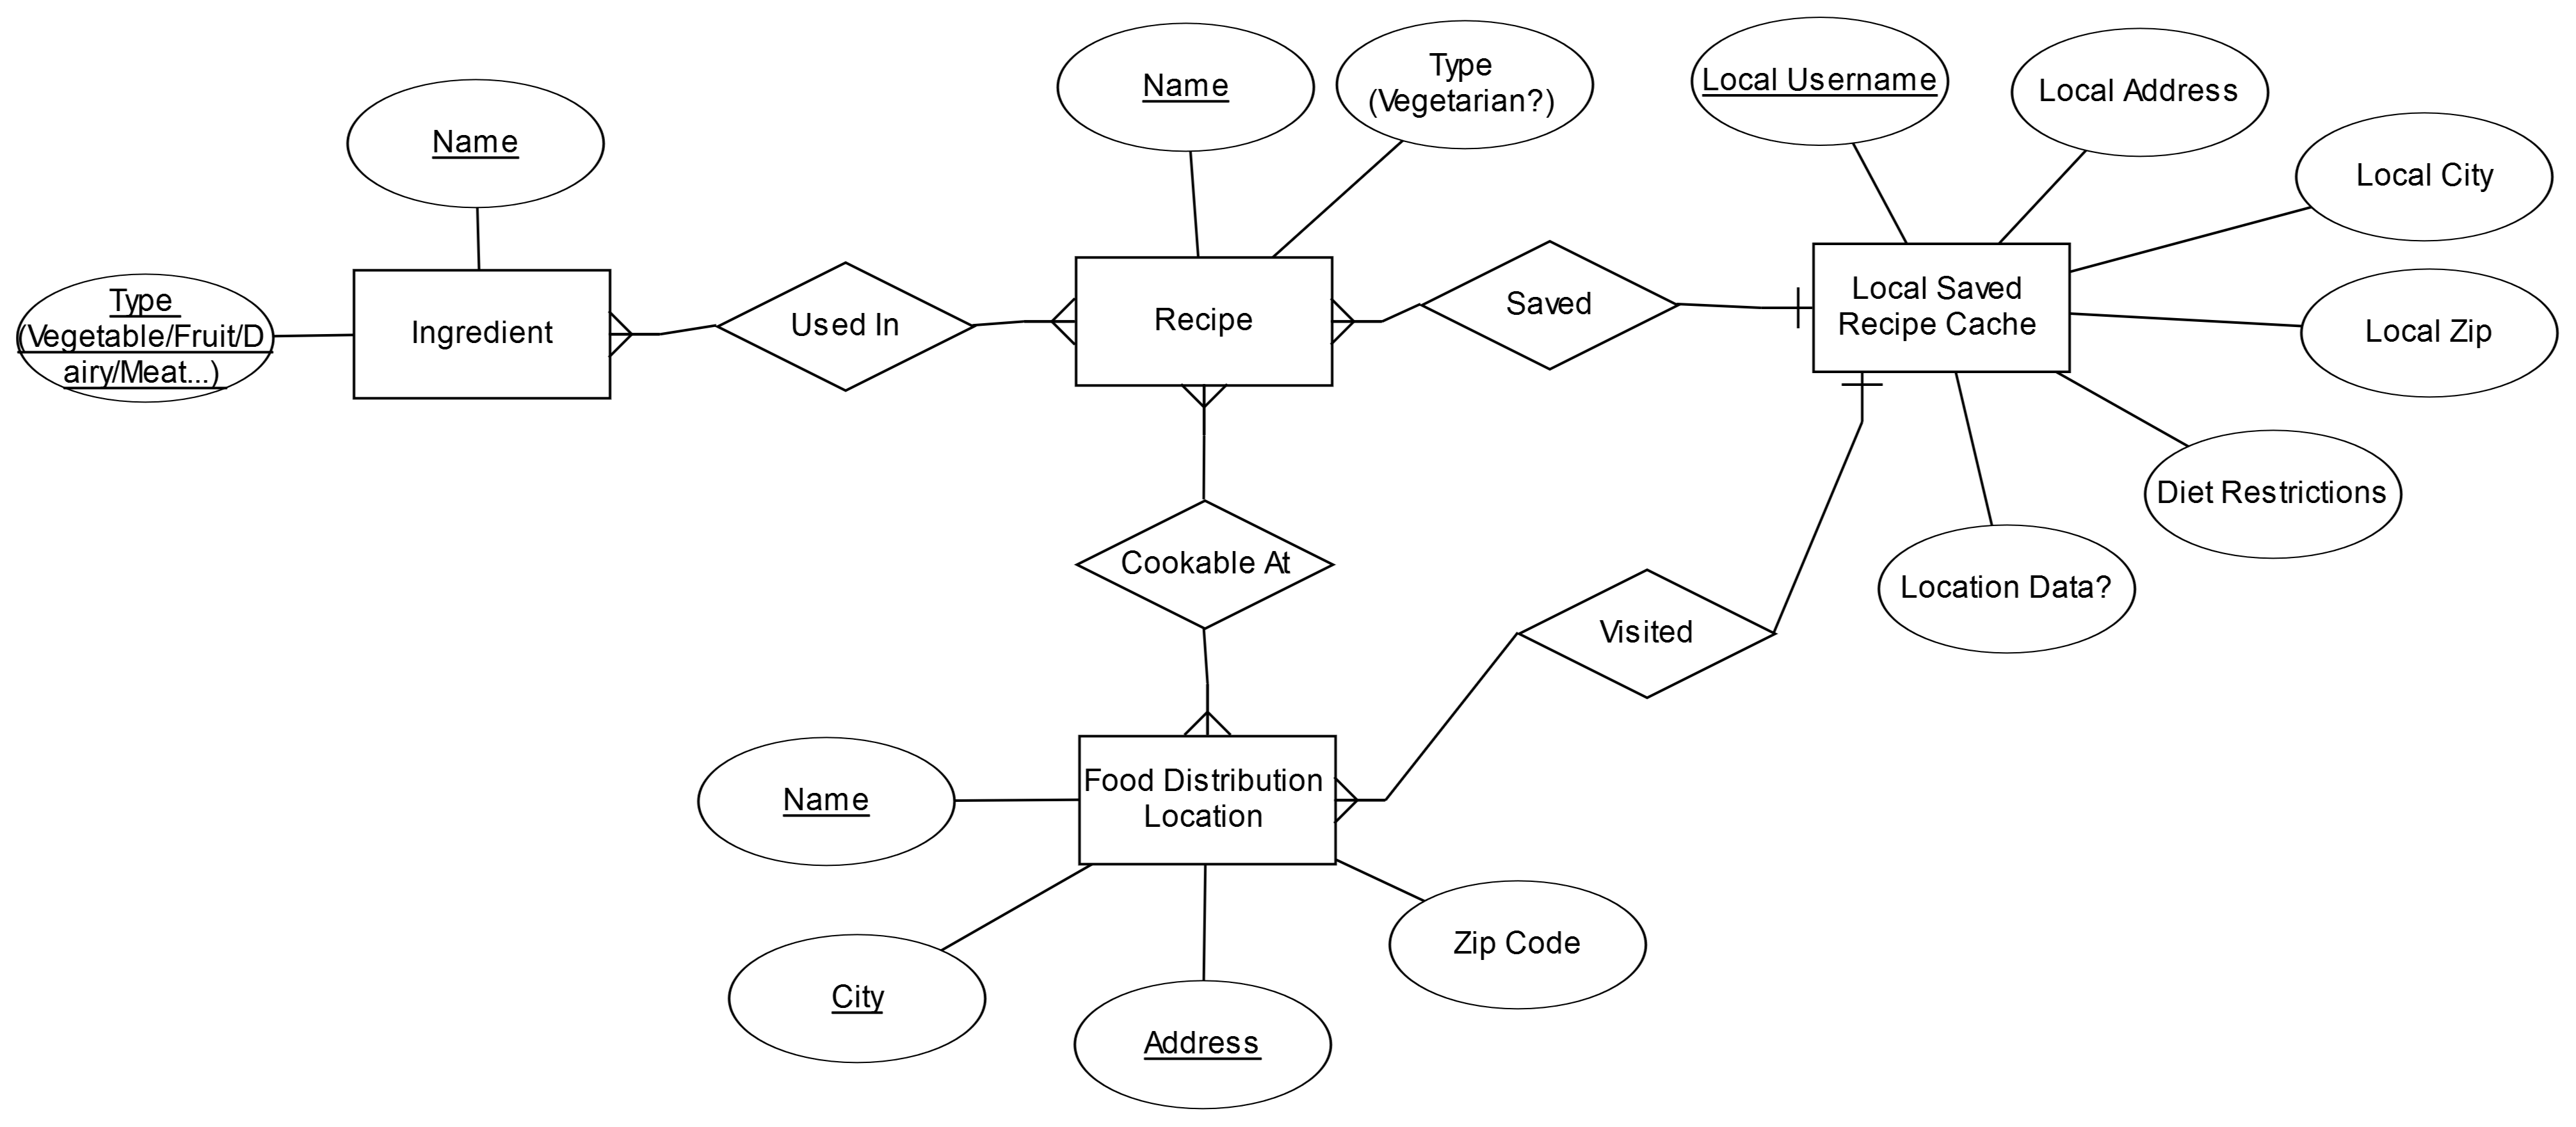 Name
Type
(Vegetable/Fruit/D
airy/Meat...)
Ingredient
Used In
Name
Type
(Vegetarian?)
Recipe
Saved
Local Username
Local Address
Local City
Local Zip
Local Saved
Recipe Cache
Diet Restrictions
Location Data?
Cookable At
Visited
Food Distribution
Location
Name
City
Address
Zip Code